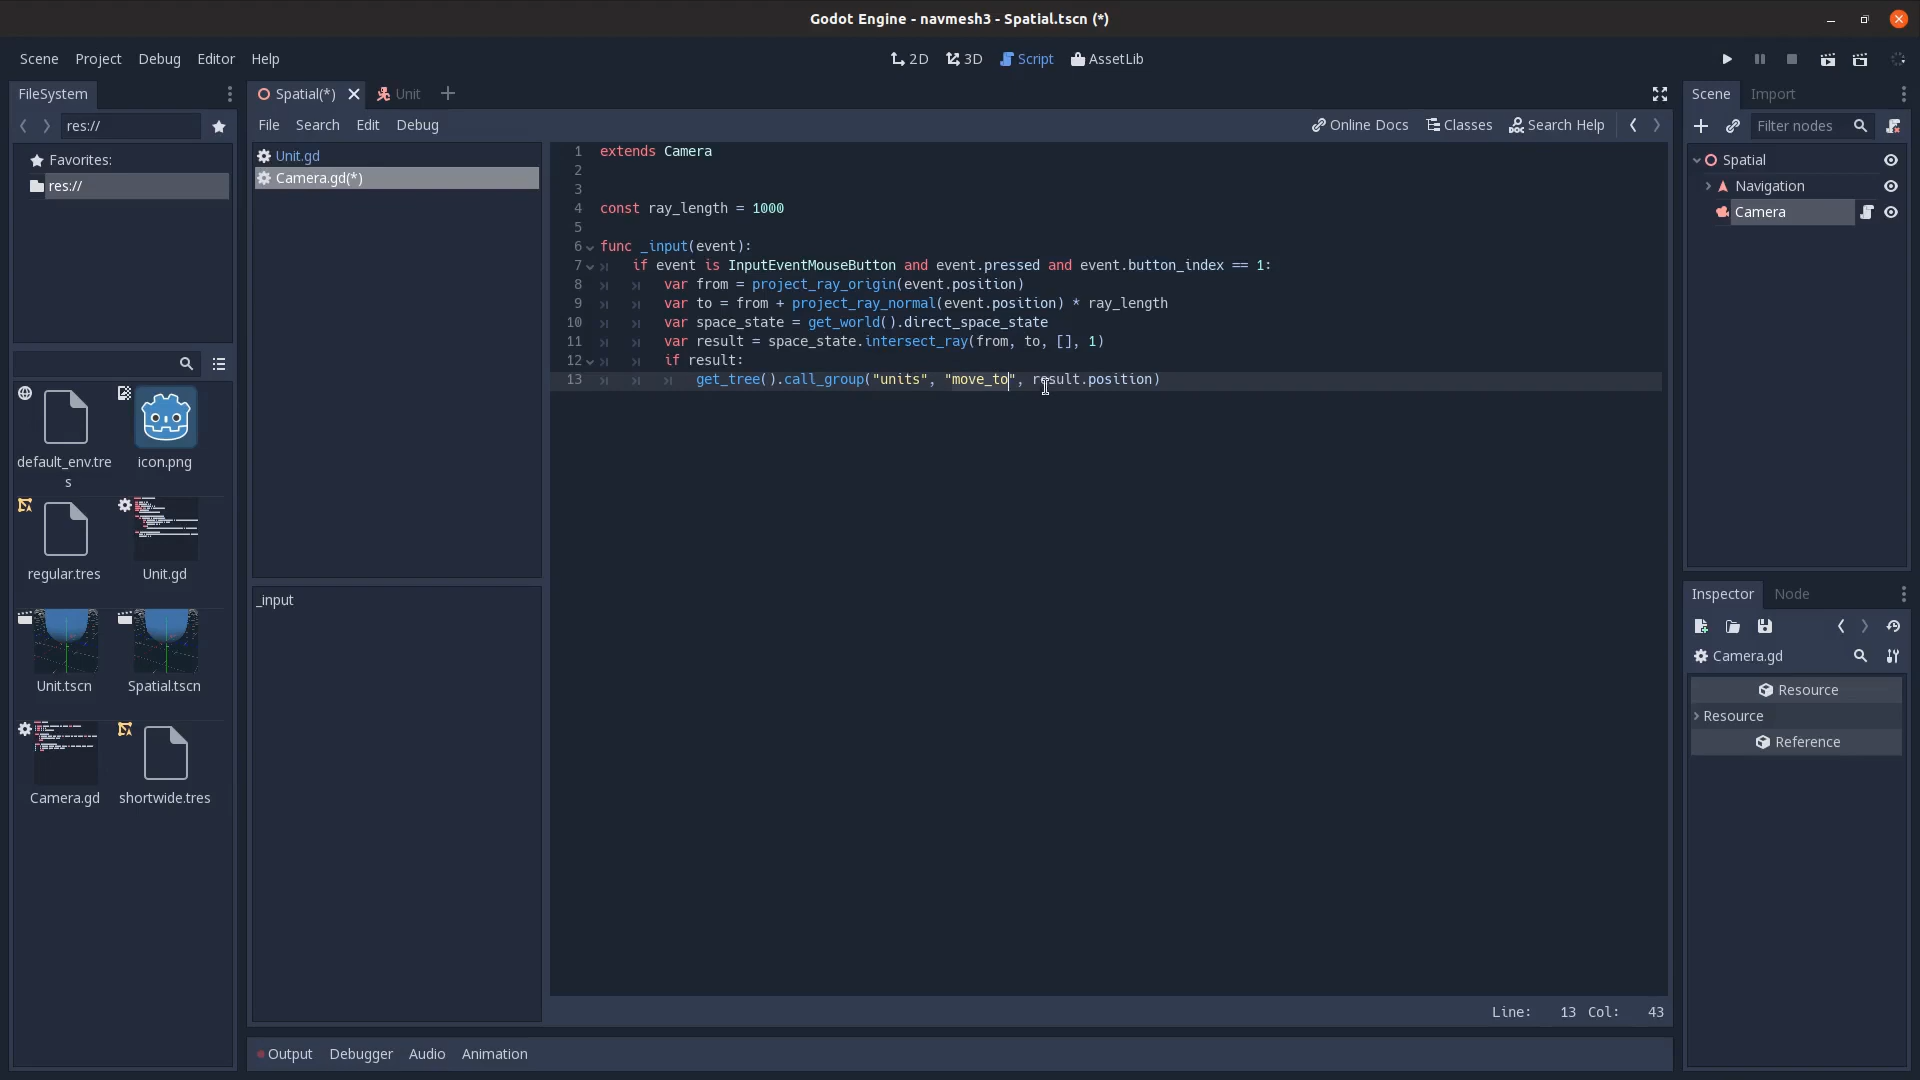 Godot Engine - navmesh3 - Spatial.tscn (*)
Scene Project Debug Editor Help
2D 3D Script AssetLib
FileSystem
Spatial(*) Unit
Scene Import
res://
File Search Edit Debug
Online Docs Classes Search Help
Filter nodes
Favorites:
res://
Unit.gd
Camera.gd(*)
1 extends Camera
2
3
4 const ray_length = 1000
5
6 func _input(event):
7 if event is InputEventMouseButton and event.pressed and event.button_index == 1:
8 var from = project_ray_origin(event.position)
9 var to = from + project_ray_normal(event.position) * ray_length
10 var space_state = get_world().direct_space_state
11 var result = space_state.intersect_ray(from, to, [], 1)
12 if result:
13 get_tree().call_group("units", "move_to", result.position)
Spatial
Navigation
Camera
default_env.tre
s
icon.png
regular.tres
Unit.gd
Unit.tscn
Spatial.tscn
Camera.gd
shortwide.tres
_input
Inspector Node
Camera.gd
Resource
Resource
Reference
Line: 13 Col: 43
Output Debugger Audio Animation